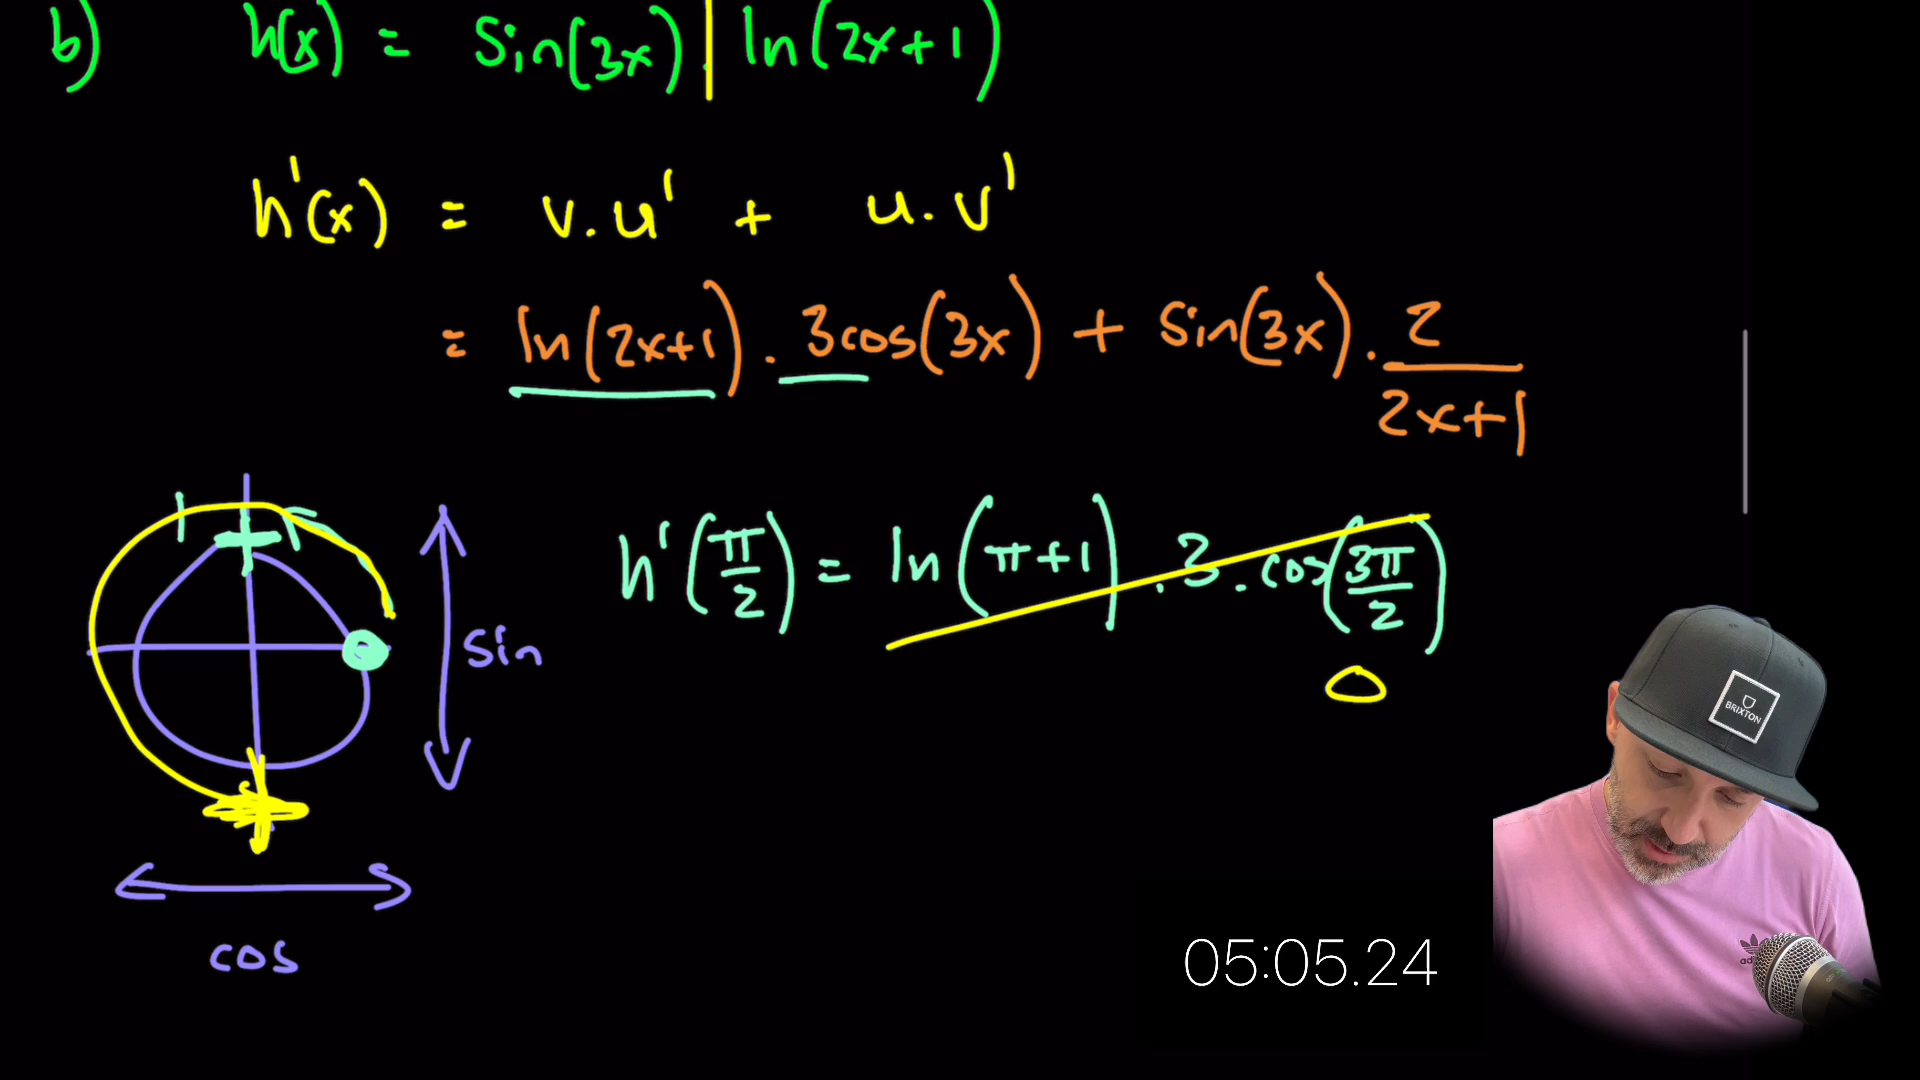 b) h(x) = sin(3x). ln(2x+1)
h'(x) = v.u' + u.v'
= ln(2x+1) . 3cos(3x) + sin(3x) . 2/(2x+1)
h'(π/2) = ln(π+1) . 3 . cos(3π/2)
sin
0
cos
BRIXTON
ad
05:05.24